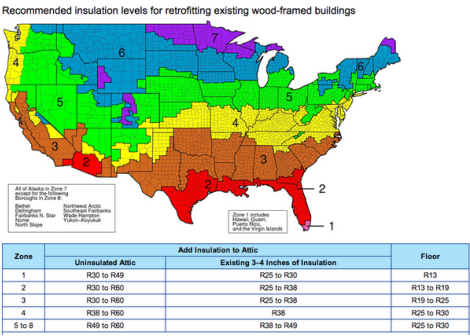 Recommended insulation levels for retrofitting existing wood-framed buildings
7
6
6
4
5
5
4
4
3
3
2
2
2
1
All of Alaska in Zone 7
except for the following
Boroughs in Zone 8:
Bethel Northwest Arctic
Dellingham Southeast Fairbanks
Fairbanks N. Star Wade Hampton
Nome Yukon-Koyukuk
North Slope
Zone 1 includes
Hawaii, Guam,
Puerto Rico,
and the Virgin Islands
Zone Add Insulation to Attic Floor
Uninsulated Attic Existing 3–4 Inches of Insulation
1 R30 to R49 R25 to R30 R13
2 R30 to R60 R25 to R38 R13 to R19
3 R30 to R60 R25 to R38 R19 to R25
4 R38 to R60 R38 R25 to R30
5 to 8 R49 to R60 R38 to R49 R25 to R30